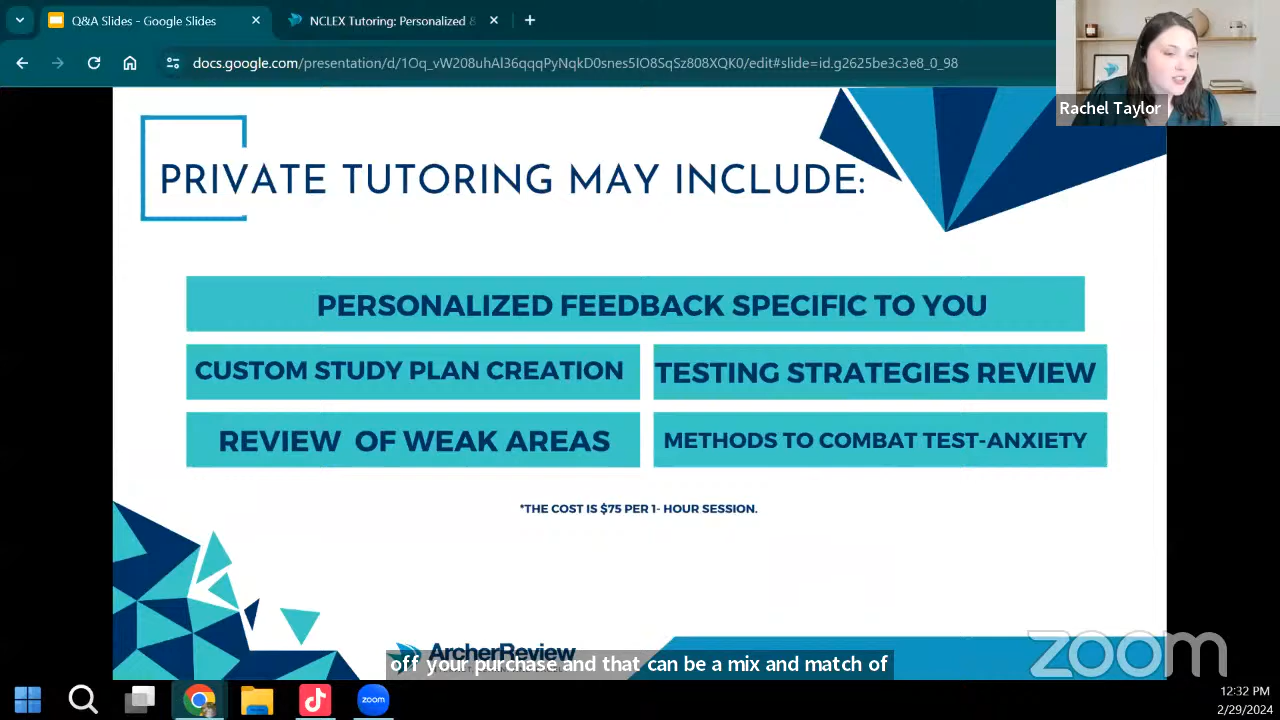 Q&A Slides - Google Slides
NCLEX Tutoring: Personalized &
docs.google.com/presentation/d/1Oq_vW208uhAl36qqqPyNqkD0snes5lO8SqSz808XQK0/edit#slide=id.g2625be3c3e8_0_98
Rachel Taylor
PRIVATE TUTORING MAY INCLUDE:
PERSONALIZED FEEDBACK SPECIFIC TO YOU
CUSTOM STUDY PLAN CREATION
TESTING STRATEGIES REVIEW
REVIEW OF WEAK AREAS
METHODS TO COMBAT TEST-ANXIETY
*THE COST IS $75 PER 1- HOUR SESSION.
ArcherReview
off your purchase and that can be a mix and match of
zoom
zoom
12:32 PM
2/29/2024